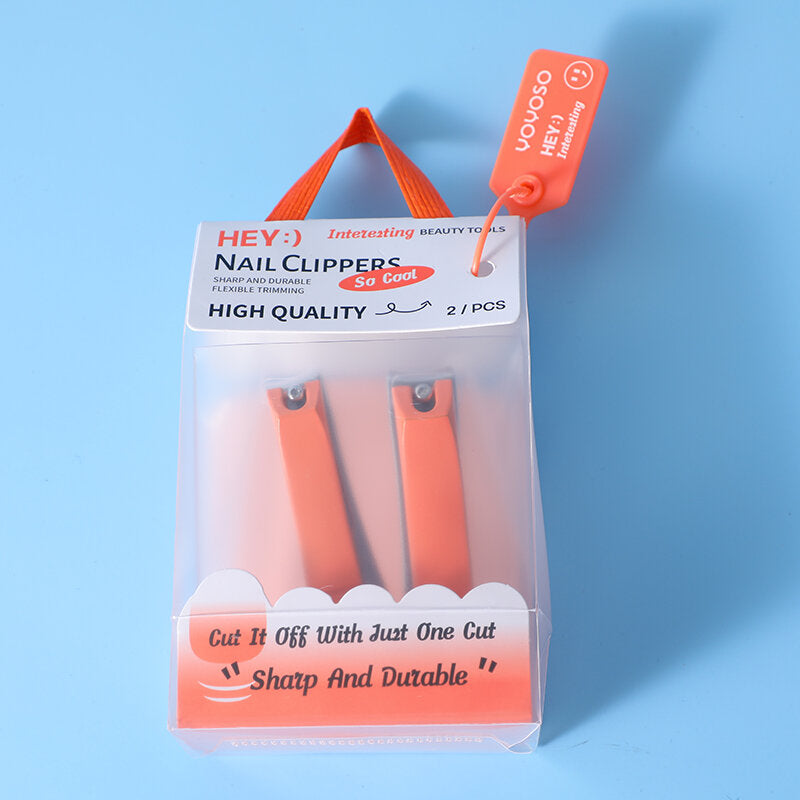 YOYOSO
HEY:)
Interesting
HEY:) Interesting BEAUTY TOOLS
NAIL CLIPPERS
So Cool
SHARP AND DURABLE
FLEXIBLE TRIMMING
HIGH QUALITY 2/PCS
Cut It Off With Just One Cut
"Sharp And Durable"